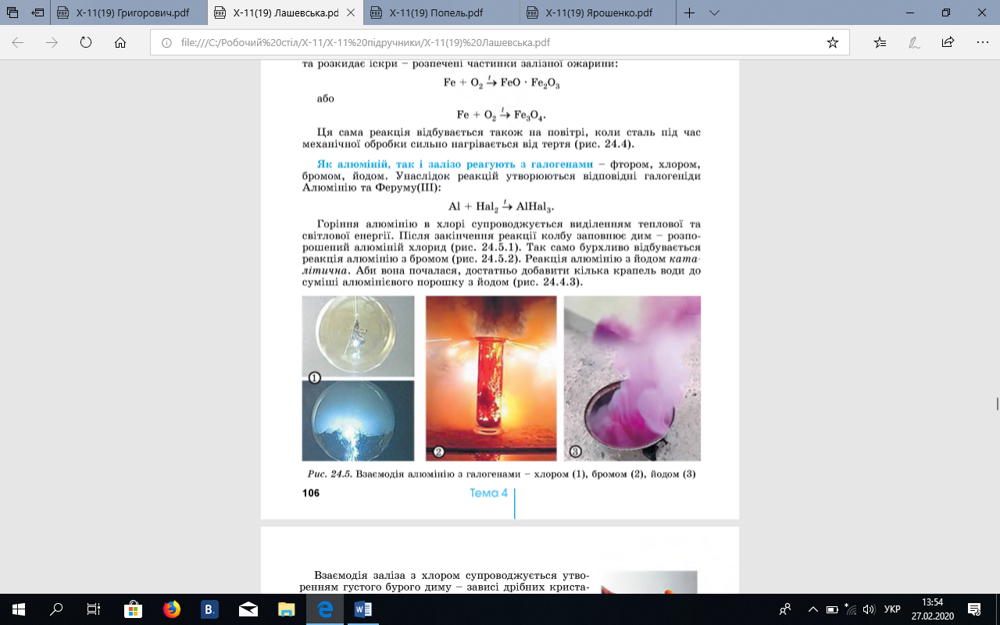 Х-11(19) Григорович.pdf
Х-11(19) Лашевська.pd
Х-11(19) Попель.pdf
Х-11(19) Ярошенко.pdf
file:///C:/Робочий%20стіл/Х-11/Х-11%20підручники/Х-11(19)%20Лашевська.pdf
та розкидає іскри – розпечені частинки залізної ожарини:
Fe + O₂ →ᵗ FeO · Fe₂O₃
або
Fe + O₂ →ᵗ Fe₃O₄.
Ця сама реакція відбувається також на повітрі, коли сталь під час
механічної обробки сильно нагрівається від тертя (рис. 24.4).
Як алюміній, так і залізо реагують з галогенами – фтором, хлором,
бромом, йодом. Унаслідок реакцій утворюються відповідні галогеніди
Алюмінію та Феруму(ІІІ):
Al + Hal₂ →ᵗ AlHal₃.
Горіння алюмінію в хлорі супроводжується виділенням теплової та
світлової енергії. Після закінчення реакції колбу заповнює дим – розпо-
рошений алюміній хлорид (рис. 24.5.1). Так само бурхливо відбувається
реакція алюмінію з бромом (рис. 24.5.2). Реакція алюмінію з йодом ката-
літична. Аби вона почалася, достатньо добавити кілька крапель води до
суміші алюмінієвого порошку з йодом (рис. 24.4.3).
1
2
3
Рис. 24.5. Взаємодія алюмінію з галогенами – хлором (1), бромом (2), йодом (3)
106
Тема 4
Взаємодія заліза з хлором супроводжується утво-
ренням густого бурого диму – зависі дрібних криста-
B.
УКР
13:54
27.02.2020